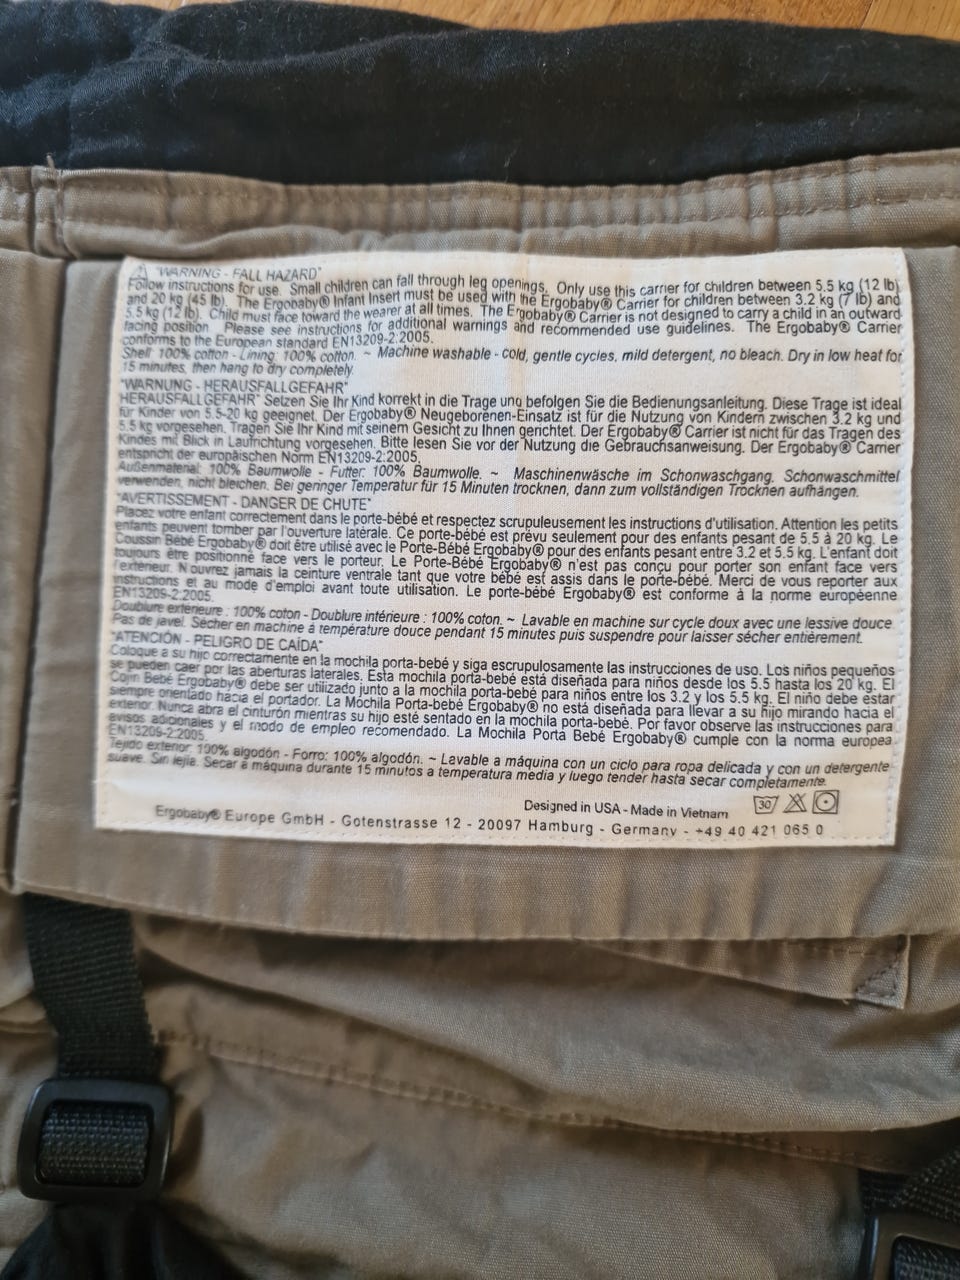 "WARNING - FALL HAZARD"
Follow instructions for use. Small children can fall through leg openings. Only use this carrier for children between 5.5 kg (12 lb)
and 20 kg (45 lb). The Ergobaby® Infant Insert must be used with the Ergobaby® Carrier for children between 3.2 kg (7 lb) and
5.5 kg (12 lb). Child must face toward the wearer at all times. The Ergobaby® Carrier is not designed to carry a child in an outward
facing position. Please see instructions for additional warnings and recommended use guidelines. The Ergobaby® Carrier
conforms to the European standard EN13209-2:2005.
Shell: 100% cotton - Lining: 100% cotton. ~ Machine washable - cold, gentle cycles, mild detergent, no bleach. Dry in low heat for
15 minutes, then hang to dry completely.
"WARNUNG - HERAUSFALLGEFAHR"
HERAUSFALLGEFAHR" Setzen Sie Ihr Kind korrekt in die Trage und befolgen Sie die Bedienungsanleitung. Diese Trage ist ideal
für Kinder von 5.5-20 kg geeignet. Der Ergobaby® Neugeborenen-Einsatz ist für die Nutzung von Kindern zwischen 3.2 kg und
5.5 kg vorgesehen. Tragen Sie Ihr Kind mit seinem Gesicht zu Ihnen gerichtet. Der Ergobaby® Carrier ist nicht für das Tragen des
Kindes mit Blick in Laufrichtung vorgesehen. Bitte lesen Sie vor der Nutzung die Gebrauchsanweisung. Der Ergobaby® Carrier
entspricht der europäischen Norm EN13209-2:2005.
Außenmaterial: 100% Baumwolle - Futter: 100% Baumwolle. ~ Maschinenwäsche im Schonwaschgang, Schonwaschmittel
verwenden, nicht bleichen. Bei geringer Temperatur für 15 Minuten trocknen, dann zum vollständigen Trocknen aufhängen.
"AVERTISSEMENT - DANGER DE CHUTE"
Placez votre enfant correctement dans le porte-bébé et respectez scrupuleusement les instructions d'utilisation. Attention les petits
enfants peuvent tomber par l'ouverture latérale. Ce porte-bébé est prévu seulement pour des enfants pesant de 5.5 à 20 kg. Le
Coussin Bébé Ergobaby® doit être utilisé avec le Porte-Bébé Ergobaby® pour des enfants pesant entre 3.2 et 5.5 kg. L'enfant doit
toujours être positionné face vers le porteur. Le Porte-Bébé Ergobaby® n'est pas conçu pour porter son enfant face vers
l'extérieur. N'ouvrez jamais la ceinture ventrale tant que votre bébé est assis dans le porte-bébé. Merci de vous reporter aux
instructions et au mode d'emploi avant toute utilisation. Le porte-bébé Ergobaby® est conforme à la norme européenne
EN13209-2:2005.
Doublure extérieure : 100% coton - Doublure intérieure : 100% coton. ~ Lavable en machine sur cycle doux avec une lessive douce.
Pas de javel. Sécher en machine à température douce pendant 15 minutes puis suspendre pour laisser sécher entièrement.
"ATENCIÓN - PELIGRO DE CAÍDA"
Coloque a su hijo correctamente en la mochila porta-bebé y siga escrupulosamente las instrucciones de uso. Los niños pequeños
se pueden caer por las aberturas laterales. Esta mochila porta-bebé está diseñada para niños desde los 5.5 hasta los 20 kg. El
Cojín Bebé Ergobaby® debe ser utilizado junto a la mochila porta-bebé para niños entre los 3.2 y los 5.5 kg. El niño debe estar
siempre orientado hacia el portador. La Mochila Porta-bebé Ergobaby® no está diseñada para llevar a su hijo mirando hacia el
exterior. Nunca abra el cinturón mientras su hijo esté sentado en la mochila porta-bebé. Por favor observe las instrucciones para
avisos adicionales y el modo de empleo recomendado. La Mochila Porta Bebé Ergobaby® cumple con la norma europea
EN13209-2:2005.
Tejido exterior: 100% algodón - Forro: 100% algodón. ~ Lavable a máquina con un ciclo para ropa delicada y con un detergente
suave. Sin lejía. Secar a máquina durante 15 minutos a temperatura media y luego tender hasta secar completamente.
Designed in USA - Made in Vietnam 30
Ergobaby® Europe GmbH - Gotenstrasse 12 - 20097 Hamburg - Germany - +49 40 421 065 0